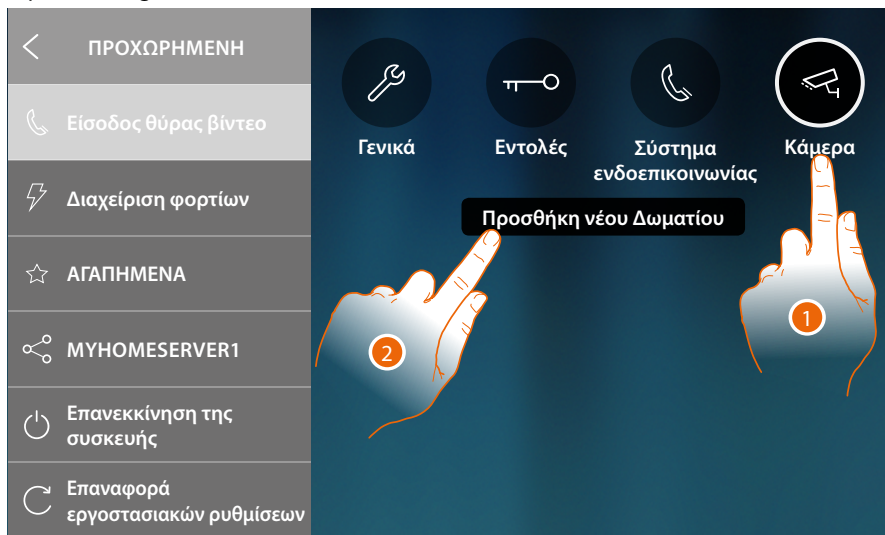 ΠΡΟΧΩΡΗΜΕΝΗ
Είσοδος θύρας βίντεο
Διαχείριση φορτίων
ΑΓΑΠΗΜΕΝΑ
MYHOMESERVER1
Επανεκκίνηση της
συσκευής
Επαναφορά
εργοστασιακών ρυθμίσεων
Γενικά
Εντολές
Σύστημα
ενδοεπικοινωνίας
Κάμερα
Προσθήκη νέου Δωματίου
1
2